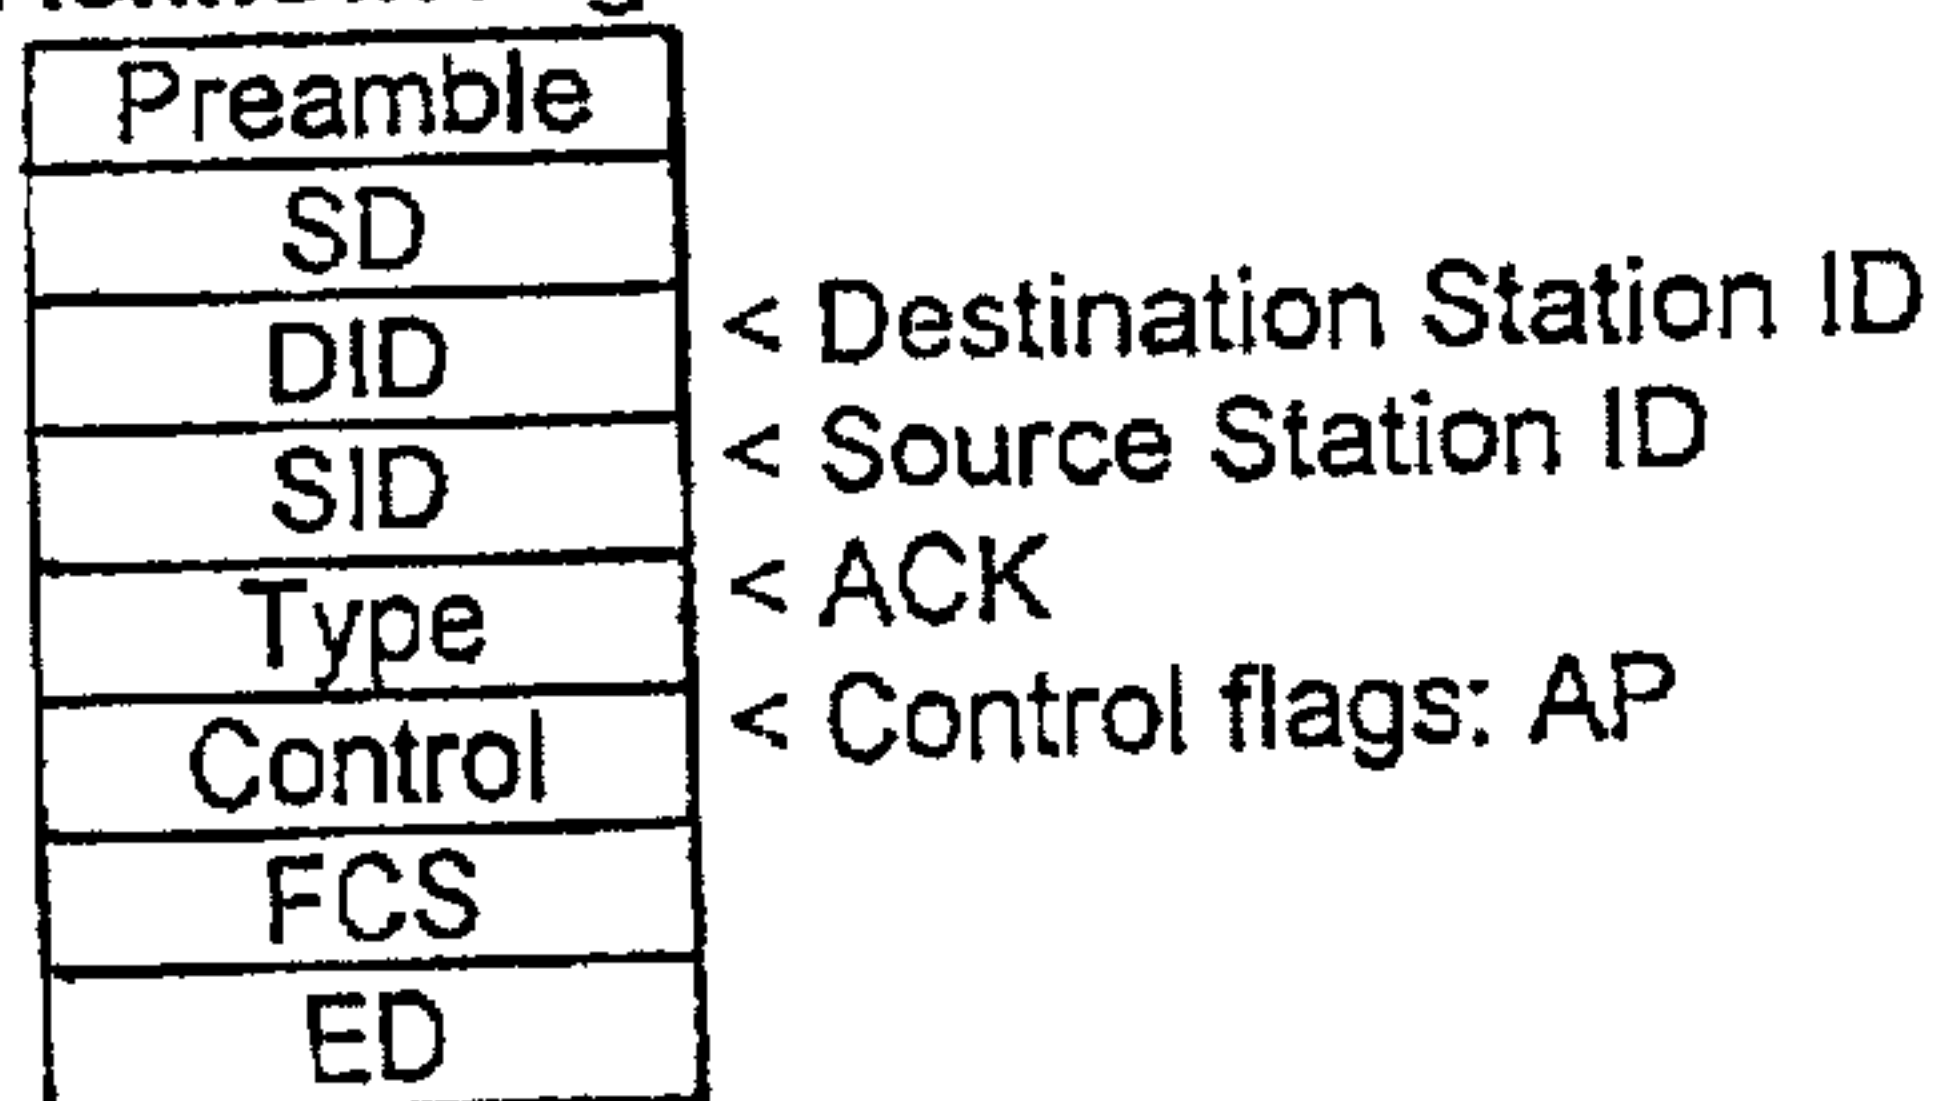 Preamble
SD
DID < Destination Station ID
SID < Source Station ID
Type < ACK
Control < Control flags: AP
FCS
ED